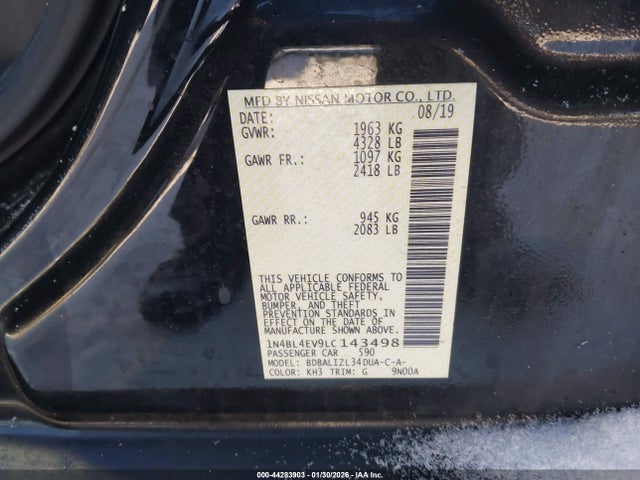 MFD BY NISSAN MOTOR CO., LTD.
DATE: 08/19
GVWR: 1963 KG
4328 LB
GAWR FR.: 1097 KG
2418 LB
GAWR RR.: 945 KG
2083 LB
THIS VEHICLE CONFORMS TO
ALL APPLICABLE FEDERAL
MOTOR VEHICLE SAFETY,
BUMPER, AND THEFT
PREVENTION STANDARDS
IN EFFECT ON THE DATE OF
MANUFACTURE SHOWN ABOVE.
1N4BL4EV9LC143498
PASSENGER CAR 590
MODEL: BDBALIZL34DUA-C-A-
COLOR: KH3 TRIM: G 9N00A
000-44283903 - 01/30/2026 - IAA, Inc.